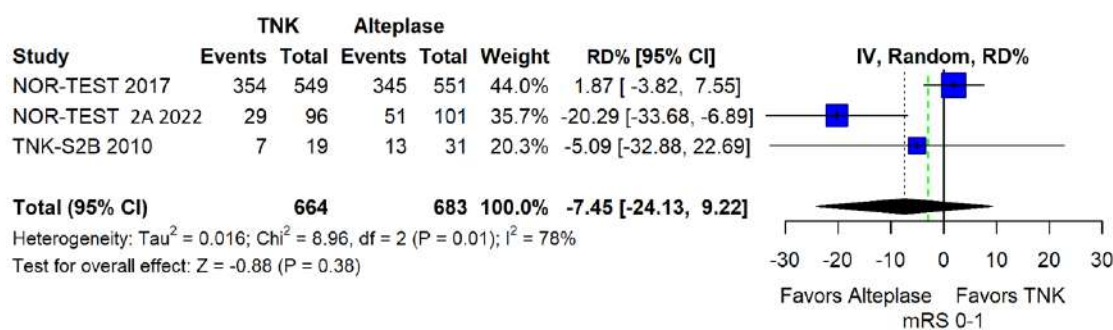 TNK Alteplase
Study Events Total Events Total Weight RD% [95% CI] IV, Random, RD%
NOR-TEST 2017 354 549 345 551 44.0% 1.87 [ -3.82, 7.55]
NOR-TEST 2A 2022 29 96 51 101 35.7% -20.29 [-33.68, -6.89]
TNK-S2B 2010 7 19 13 31 20.3% -5.09 [-32.88, 22.69]
Total (95% CI) 664 683 100.0% -7.45 [-24.13, 9.22]
Heterogeneity: Tau² = 0.016; Chi² = 8.96, df = 2 (P = 0.01); I² = 78%
Test for overall effect: Z = -0.88 (P = 0.38)
-30 -20 -10 0 10 20 30
Favors Alteplase Favors TNK
mRS 0-1